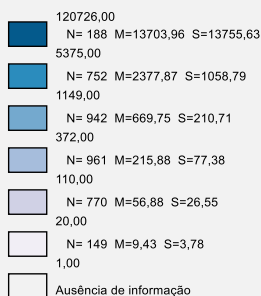 120726,00
N= 188 M=13703,96 S=13755,63
5375,00
N= 752 M=2377,87 S=1058,79
1149,00
N= 942 M=669,75 S=210,71
372,00
N= 961 M=215,88 S=77,38
110,00
N= 770 M=56,88 S=26,55
20,00
N= 149 M=9,43 S=3,78
1,00
Ausência de informação